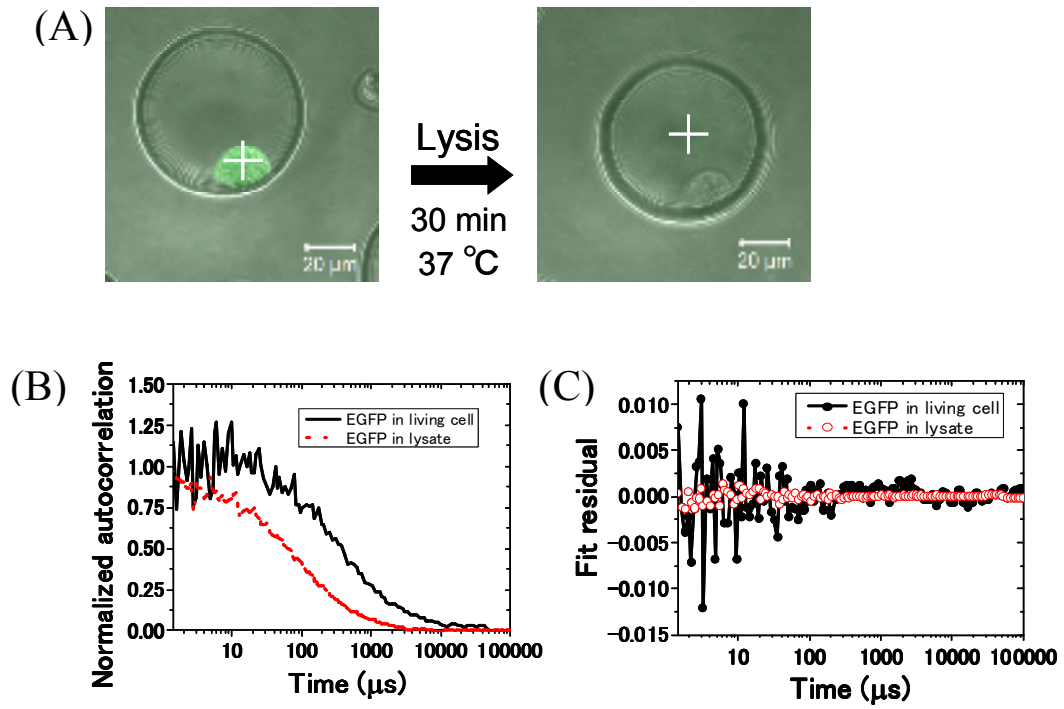 (A)
20 µm
Lysis
30 min
37 °C
20 µm
(B)
Normalized autocorrelation
1.50
1.25
1.00
0.75
0.50
0.25
0.00
EGFP in living cell
EGFP in lysate
10 100 1000 10000 100000
Time (µs)
(C)
Fit residual
0.010
0.005
0.000
−0.005
−0.010
−0.015
EGFP in living cell
EGFP in lysate
10 100 1000 10000 100000
Time (µs)